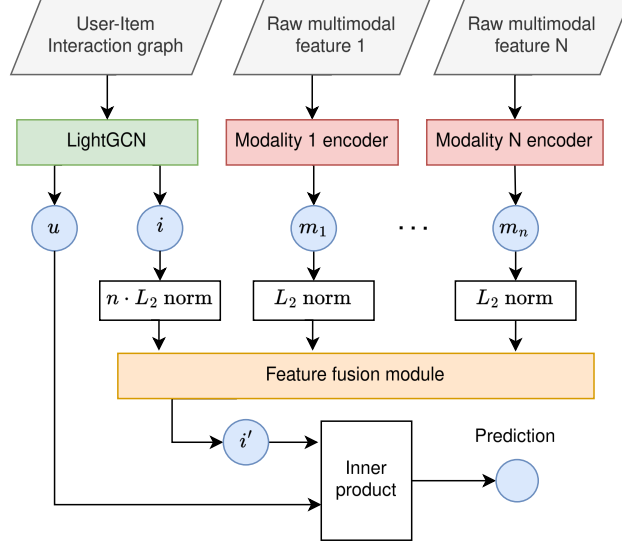 User-Item
Interaction graph
Raw multimodal
feature 1
Raw multimodal
feature N
LightGCN
Modality 1 encoder
Modality N encoder
u
i
m₁
...
mₙ
n · L₂ norm
L₂ norm
L₂ norm
Feature fusion module
i′
Prediction
Inner
product